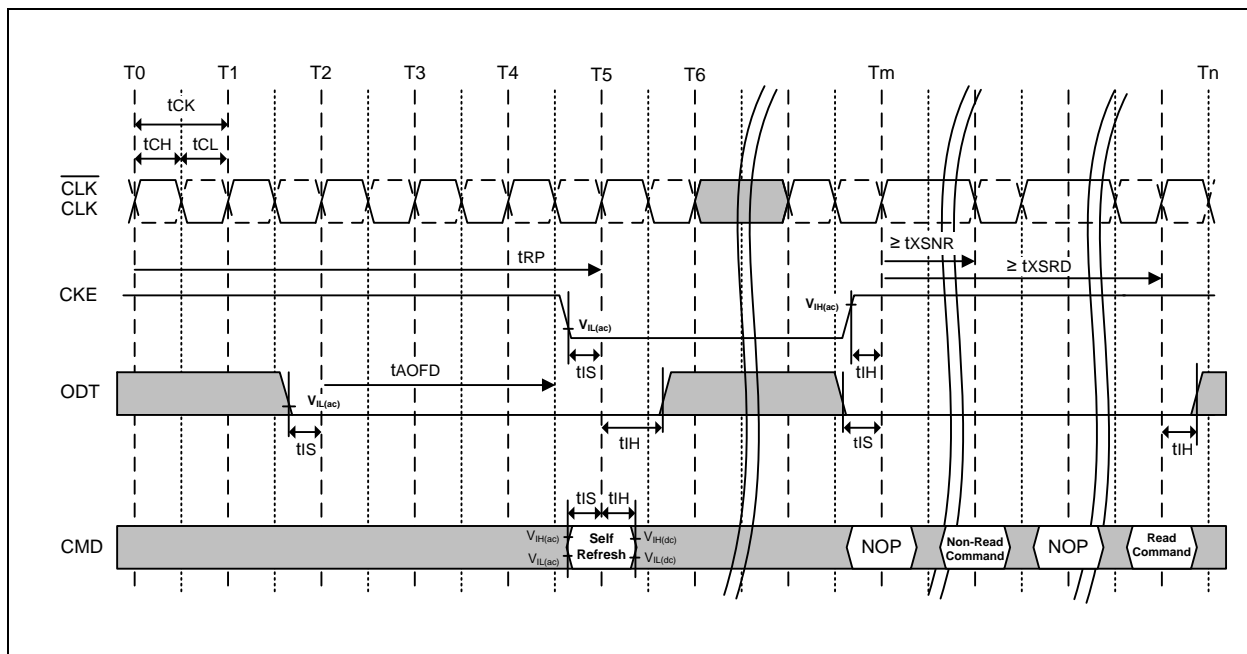 T0 T1 T2 T3 T4 T5 T6 Tm Tn
tCK
tCH tCL
CLK
CLK
≥ tXSNR
tRP
≥ tXSRD
CKE
VIH(ac)
VIL(ac)
tIS
tIH
tAOFD
ODT
VIL(ac)
tIS
tIH
tIS
tIH
tIS tIH
CMD
VIH(ac)
VIL(ac)
Self
Refresh
VIH(dc)
VIL(dc)
NOP
Non-Read
Command
NOP
Read
Command